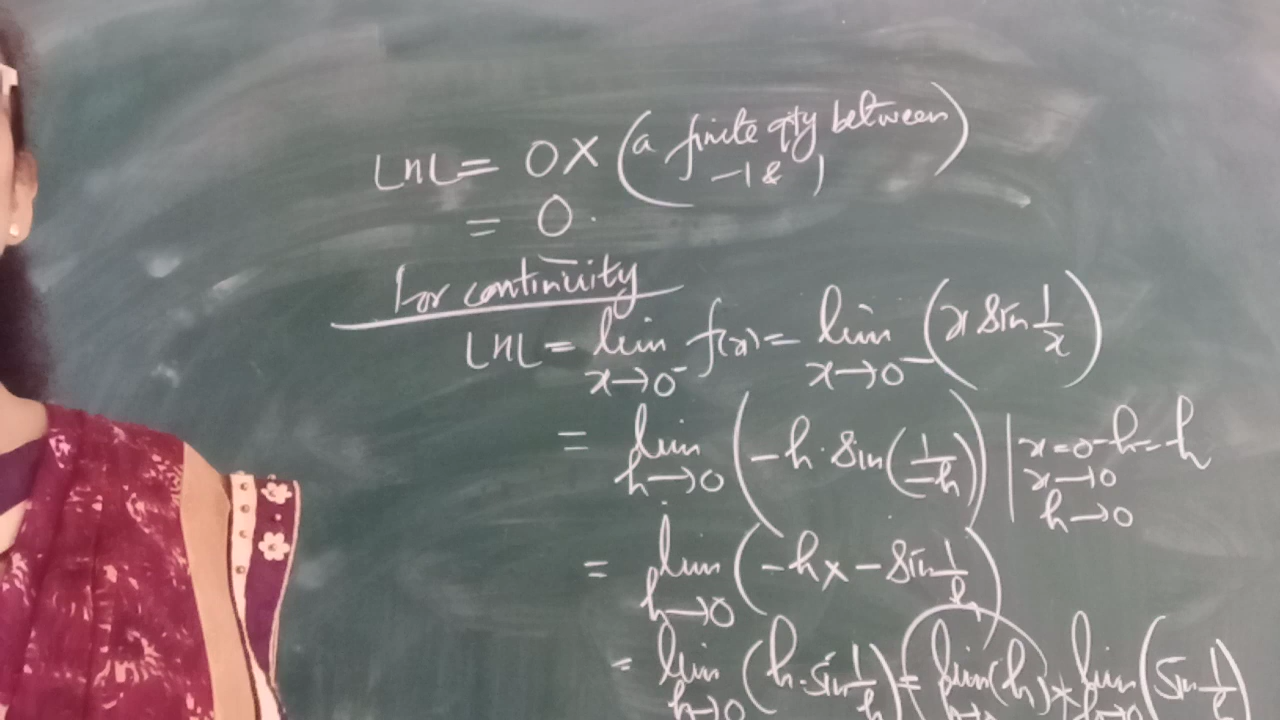 LHL = 0 × (a finite qty between
-1 & 1)
= 0.
For continuity
LHL = lim f(x) = lim (x sin 1/x)
x→0⁻ x→0⁻
= lim (-h. sin(1/-h)) | x=0-h=-h
h→0 x→0
h→0
= lim (-h x - sin 1/h)
h→0
= lim (h. sin 1/h) = lim (h) x lim (sin 1/h)
h→0 h→0